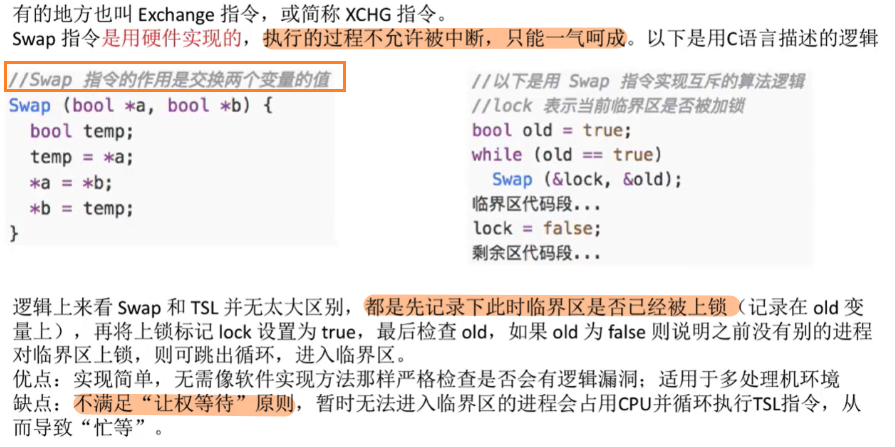 有的地方也叫 Exchange 指令，或简称 XCHG 指令。
Swap 指令是用硬件实现的，执行的过程不允许被中断，只能一气呵成。以下是用C语言描述的逻辑
//Swap 指令的作用是交换两个变量的值
Swap (bool *a, bool *b) {
bool temp;
temp = *a;
*a = *b;
*b = temp;
}
//以下是用 Swap 指令实现互斥的算法逻辑
//lock 表示当前临界区是否被加锁
bool old = true;
while (old == true)
Swap (&lock, &old);
临界区代码段...
lock = false;
剩余区代码段...
逻辑上来看 Swap 和 TSL 并无太大区别，都是先记录下此时临界区是否已经被上锁（记录在 old 变
量上），再将上锁标记 lock 设置为 true，最后检查 old，如果 old 为 false 则说明之前没有别的进程
对临界区上锁，则可跳出循环，进入临界区。
优点：实现简单，无需像软件实现方法那样严格检查是否会有逻辑漏洞；适用于多处理机环境
缺点：不满足“让权等待”原则，暂时无法进入临界区的进程会占用CPU并循环执行TSL指令，从
而导致“忙等”。